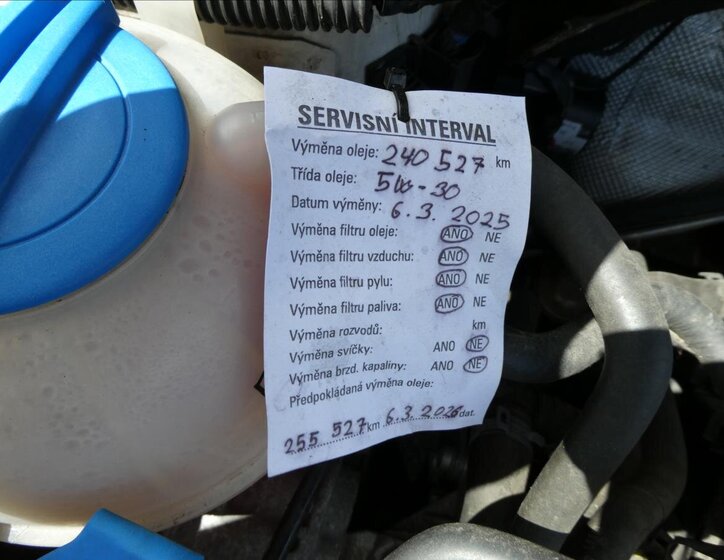 SERVISNÍ INTERVAL
Výměna oleje: 240 527 km
Třída oleje: 5W-30
Datum výměny: 6.3.2025
Výměna filtru oleje: ANO NE
Výměna filtru vzduchu: ANO NE
Výměna filtru pylu: ANO NE
Výměna filtru paliva: ANO NE
Výměna rozvodů: km
Výměna svíčky: ANO NE
Výměna brzd. kapaliny: ANO NE
Předpokládaná výměna oleje:
255 527 km 6.3.2026 dat.